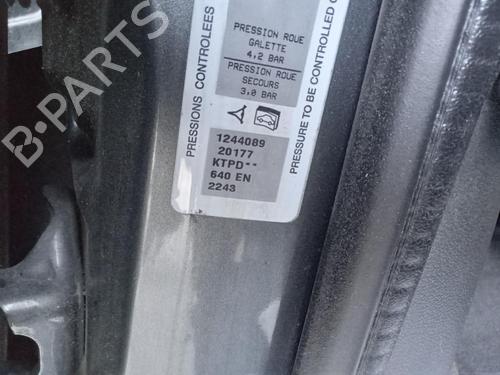 PRESSION ROUE
GALETTE
4,2 BAR
PRESSION ROUE
SECOURS
3,0 BAR
PRESSIONS CONTROLEES
PRESSURE TO BE CONTROLLED
1244089
20177
KTPD**
640 EN
2243
B-PARTS